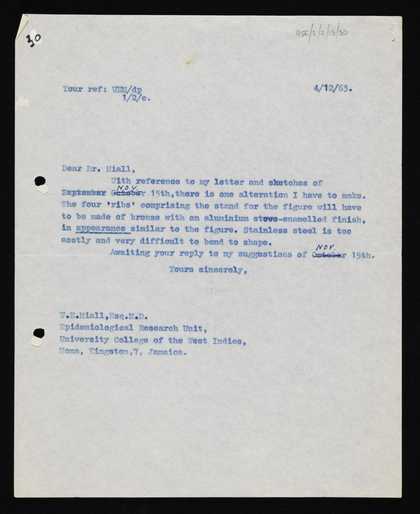 30
Your ref: WEM/dp
1/2/c.
4/12/63.
Dear Dr. Miall,
With reference to my letter and sketches of
September October NOV. 15th, there is one alteration I have to make.
The four 'ribs' comprising the stand for the figure will have
to be made of bronze with an aluminium stove-enamelled finish,
in appearance similar to the figure. Stainless steel is too
costly and very difficult to bend to shape.
Awaiting your reply to my suggestions of October NOV. 15th.
Yours sincerely,
W.E.Miall,Esq.M.D.
Epidemiological Research Unit,
University College of the West Indies,
Mona, Kingston,7, Jamaica.